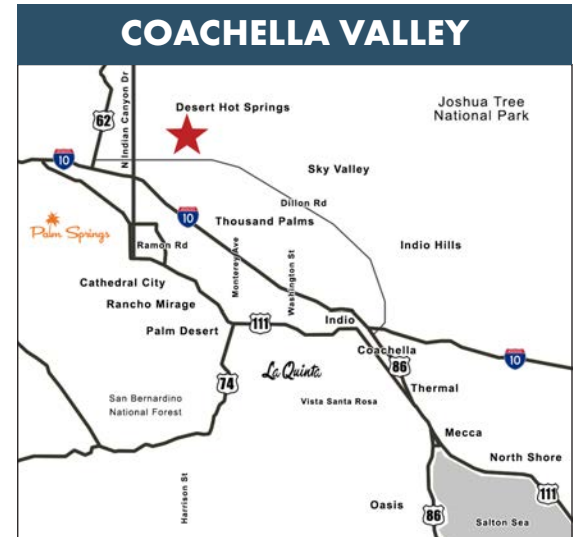 COACHELLA VALLEY
N Indian Canyon Dr
Desert Hot Springs
Joshua Tree
National Park
62
10
Sky Valley
Dillon Rd
10
Thousand Palms
Palm Springs
Ramon Rd
Monterey Ave
Washington St
Indio Hills
Cathedral City
Rancho Mirage
Palm Desert
111
Indio
Coachella
10
La Quinta
86
74
Thermal
San Bernardino
National Forest
Vista Santa Rosa
Mecca
North Shore
Harrison St
Oasis
86
111
Salton Sea